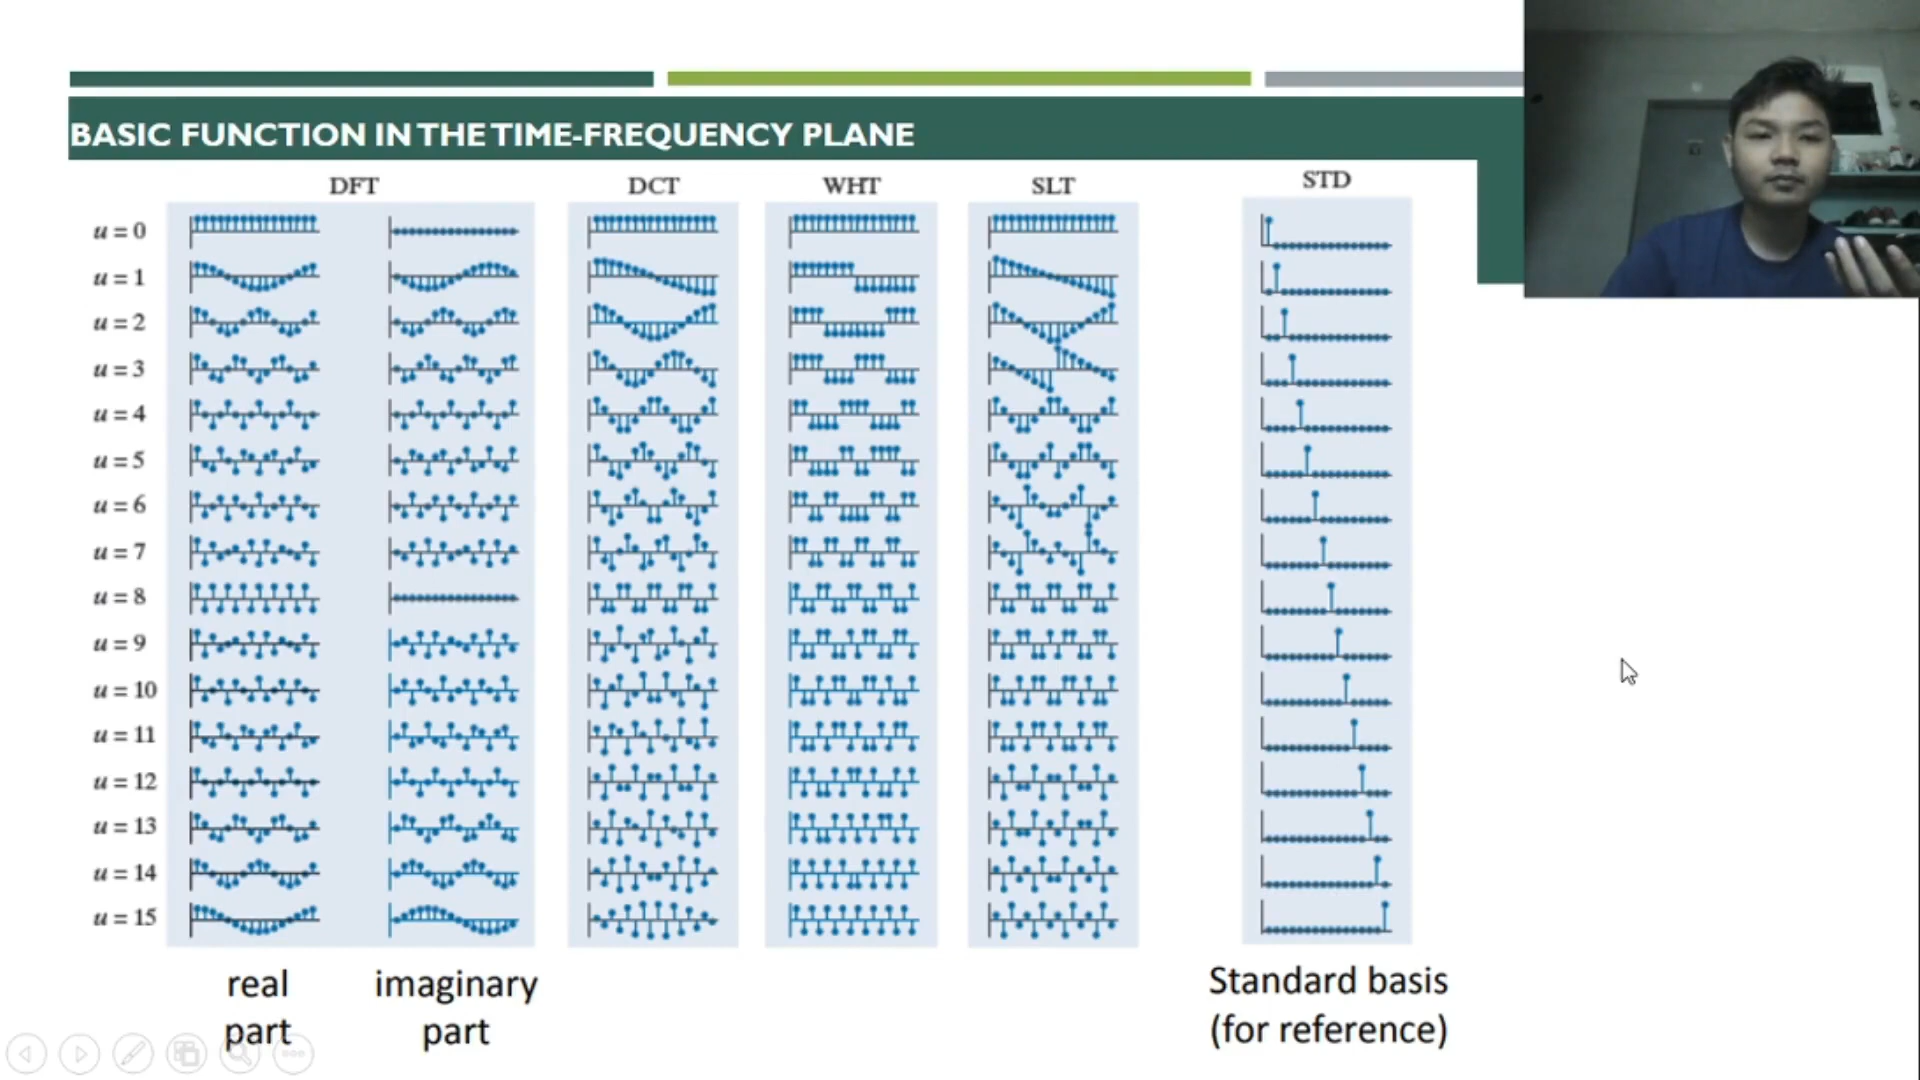 BASIC FUNCTION IN THE TIME-FREQUENCY PLANE
DFT DCT WHT SLT STD
u = 0
u = 1
u = 2
u = 3
u = 4
u = 5
u = 6
u = 7
u = 8
u = 9
u = 10
u = 11
u = 12
u = 13
u = 14
u = 15
real
part
imaginary
part
Standard basis
(for reference)